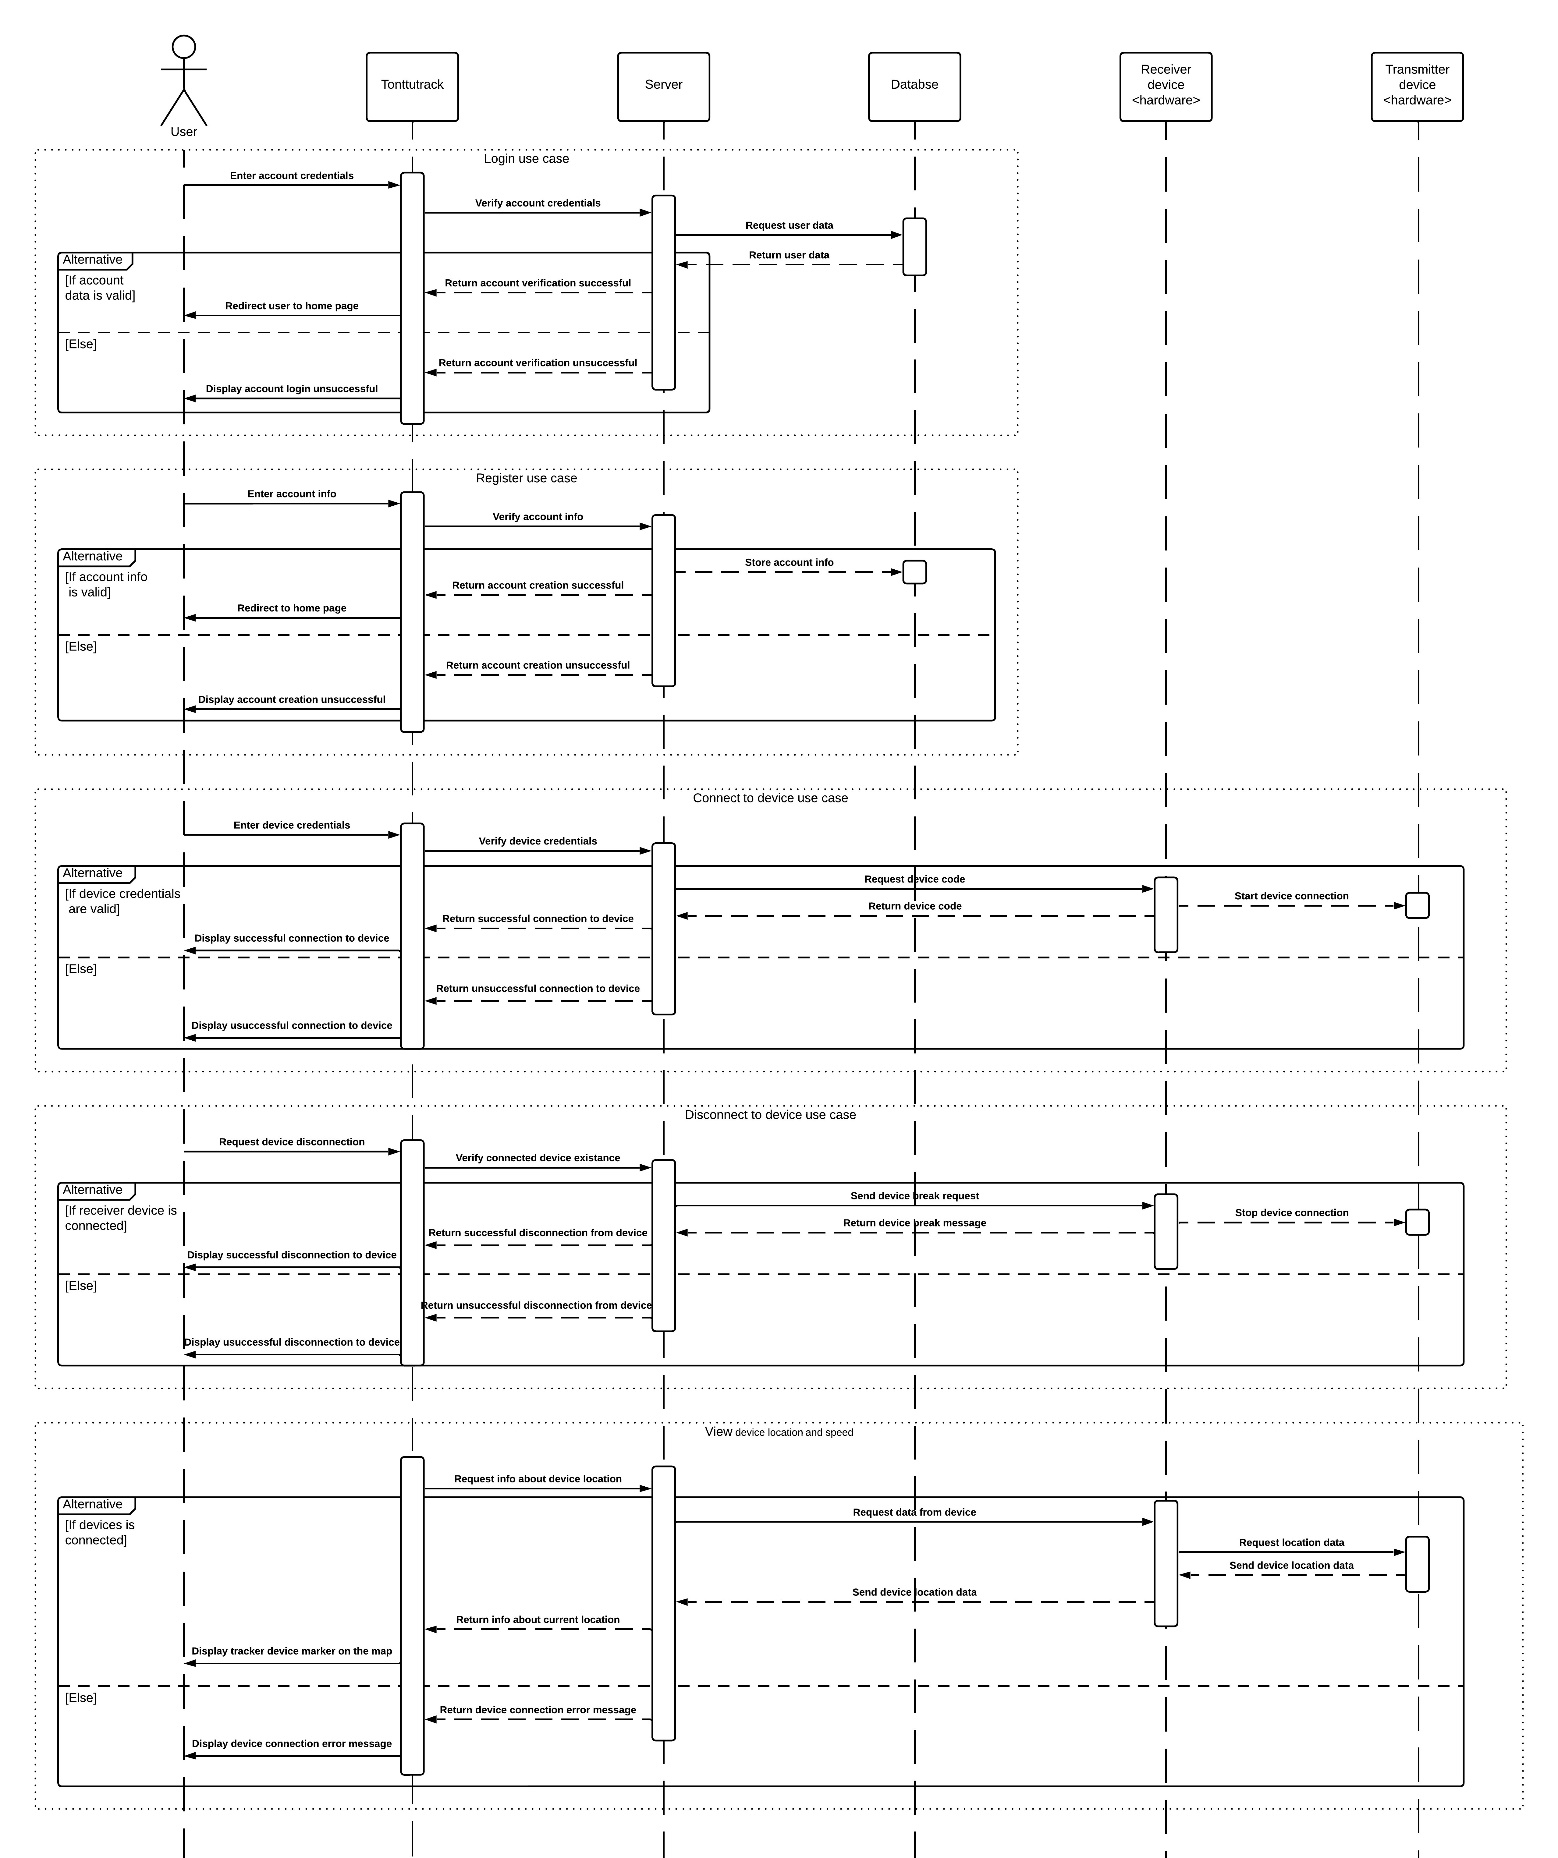 User
Tonttutrack
Server
Databse
Receiver
device
<hardware>
Transmitter
device
<hardware>
Login use case
Enter account credentials
Verify account credentials
Request user data
Return user data
Alternative
[If account
data is valid]
Return account verification successful
Redirect user to home page
[Else]
Return account verification unsuccessful
Display account login unsuccessful
Register use case
Enter account info
Verify account info
Alternative
[If account info
is valid]
Store account info
Return account creation successful
Redirect to home page
[Else]
Return account creation unsuccessful
Display account creation unsuccessful
Connect to device use case
Enter device credentials
Verify device credentials
Alternative
[If device credentials
are valid]
Request device code
Start device connection
Return device code
Return successful connection to device
Display successful connection to device
[Else]
Return unsuccessful connection to device
Display usuccessful connection to device
Disconnect to device use case
Request device disconnection
Verify connected device existance
Alternative
[If receiver device is
connected]
Send device break request
Stop device connection
Return device break message
Return successful disconnection from device
Display successful disconnection to device
[Else]
Return unsuccessful disconnection from device
Display usuccessful disconnection to device
View device location and speed
Request info about device location
Alternative
[If devices is
connected]
Request data from device
Request location data
Send device location data
Send device location data
Return info about current location
Display tracker device marker on the map
[Else]
Return device connection error message
Display device connection error message